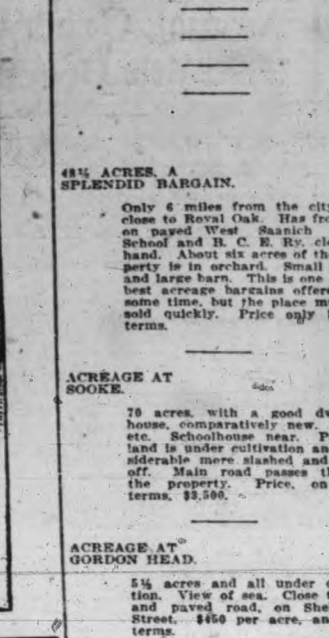 48½ ACRES, A
SPLENDID BARGAIN.
Only 6 miles from the city
close to Royal Oak. Has fro
on paved West Saanich
School and B. C. E. Ry. clo
hand. About six acres of th
perty is in orchard. Small
and large barn. This is one
best acreage bargains offere
some time, but the place m
sold quickly. Price only
terms.
ACREAGE AT
SOOKE.
70 acres, with a good dw
house, comparatively new.
etc. Schoolhouse near. P
land is under cultivation an
siderable more slashed and
off. Main road passes th
the property. Price, on
terms, $3,500.
ACREAGE AT
GORDON HEAD.
5½ acres and all under c
tion. View of sea. Close t
and paved road, on She
Street. $450 per acre, an
terms.